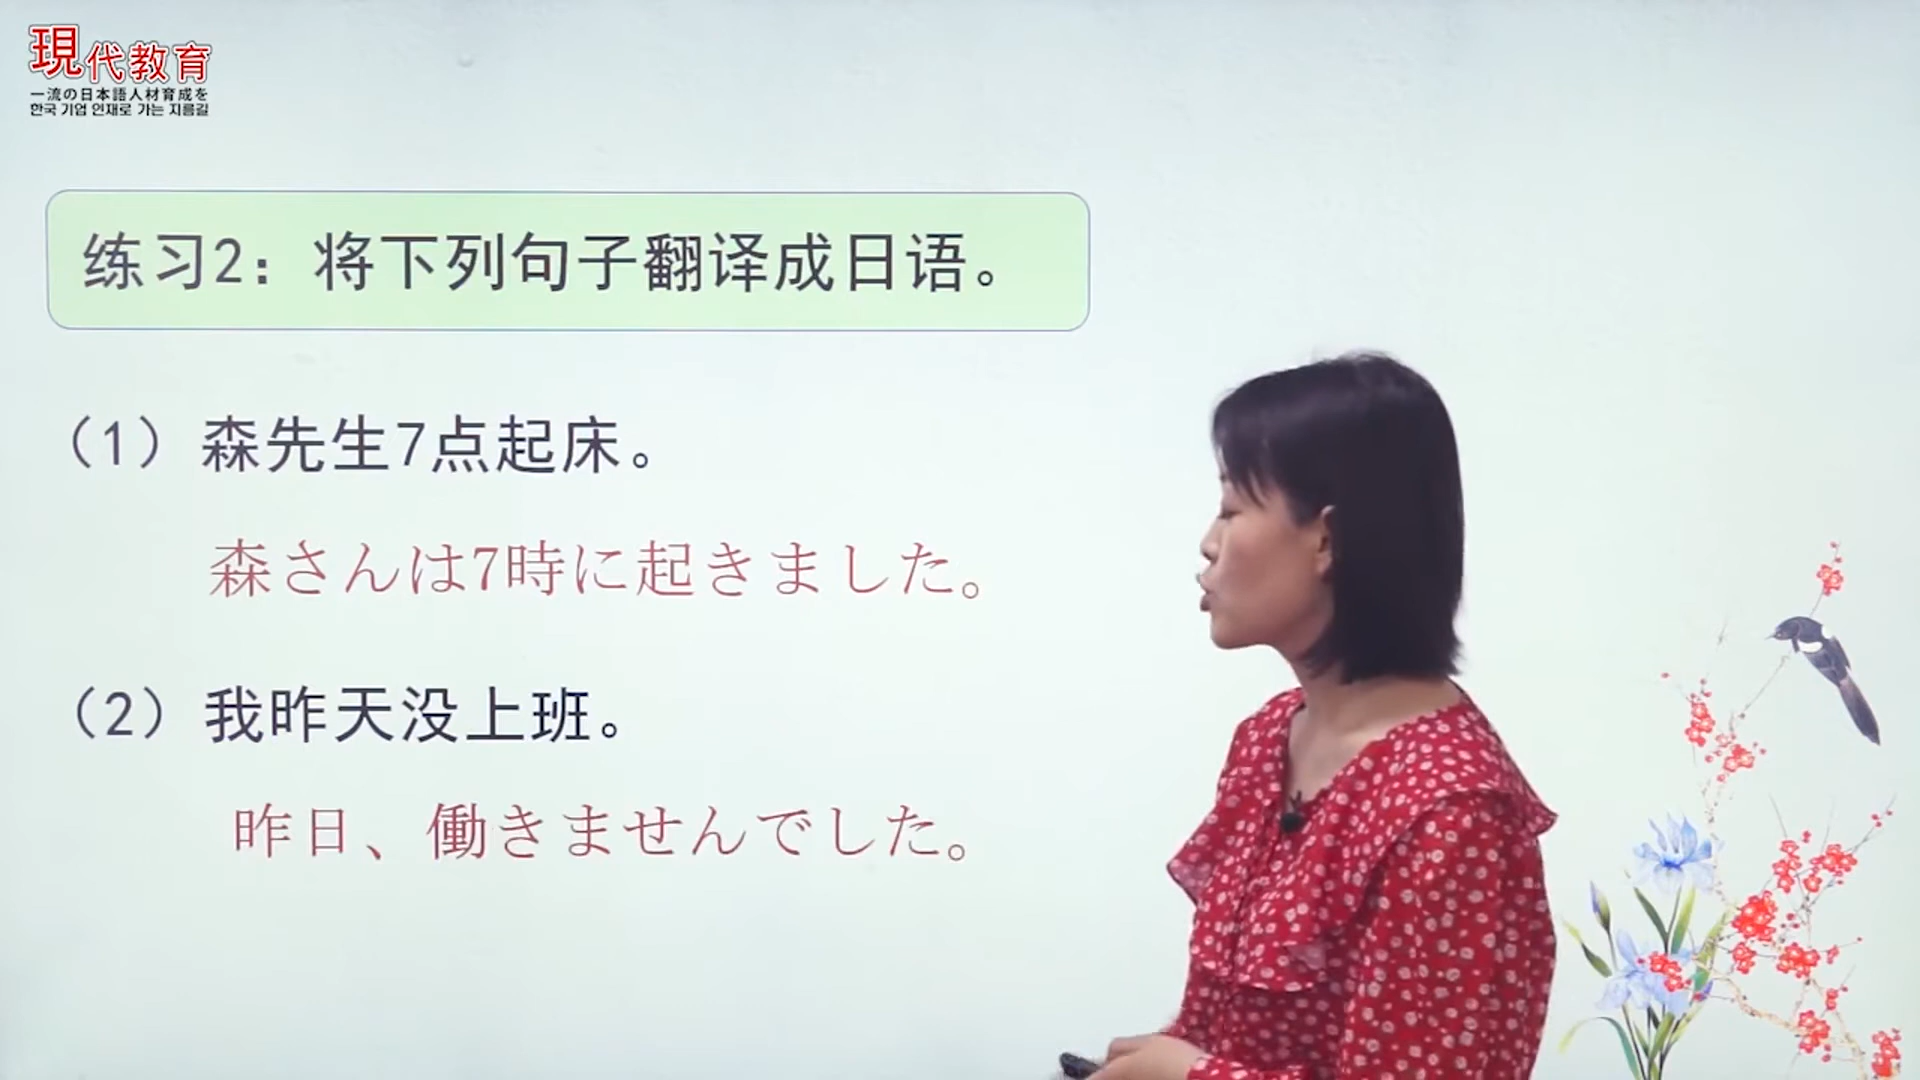 現代教育
一流の日本語人材育成を
한국 기업 인재로 가는 지름길
练习2：将下列句子翻译成日语。
（1）森先生7点起床。
森さんは7時に起きました。
（2）我昨天没上班。
昨日、働きませんでした。